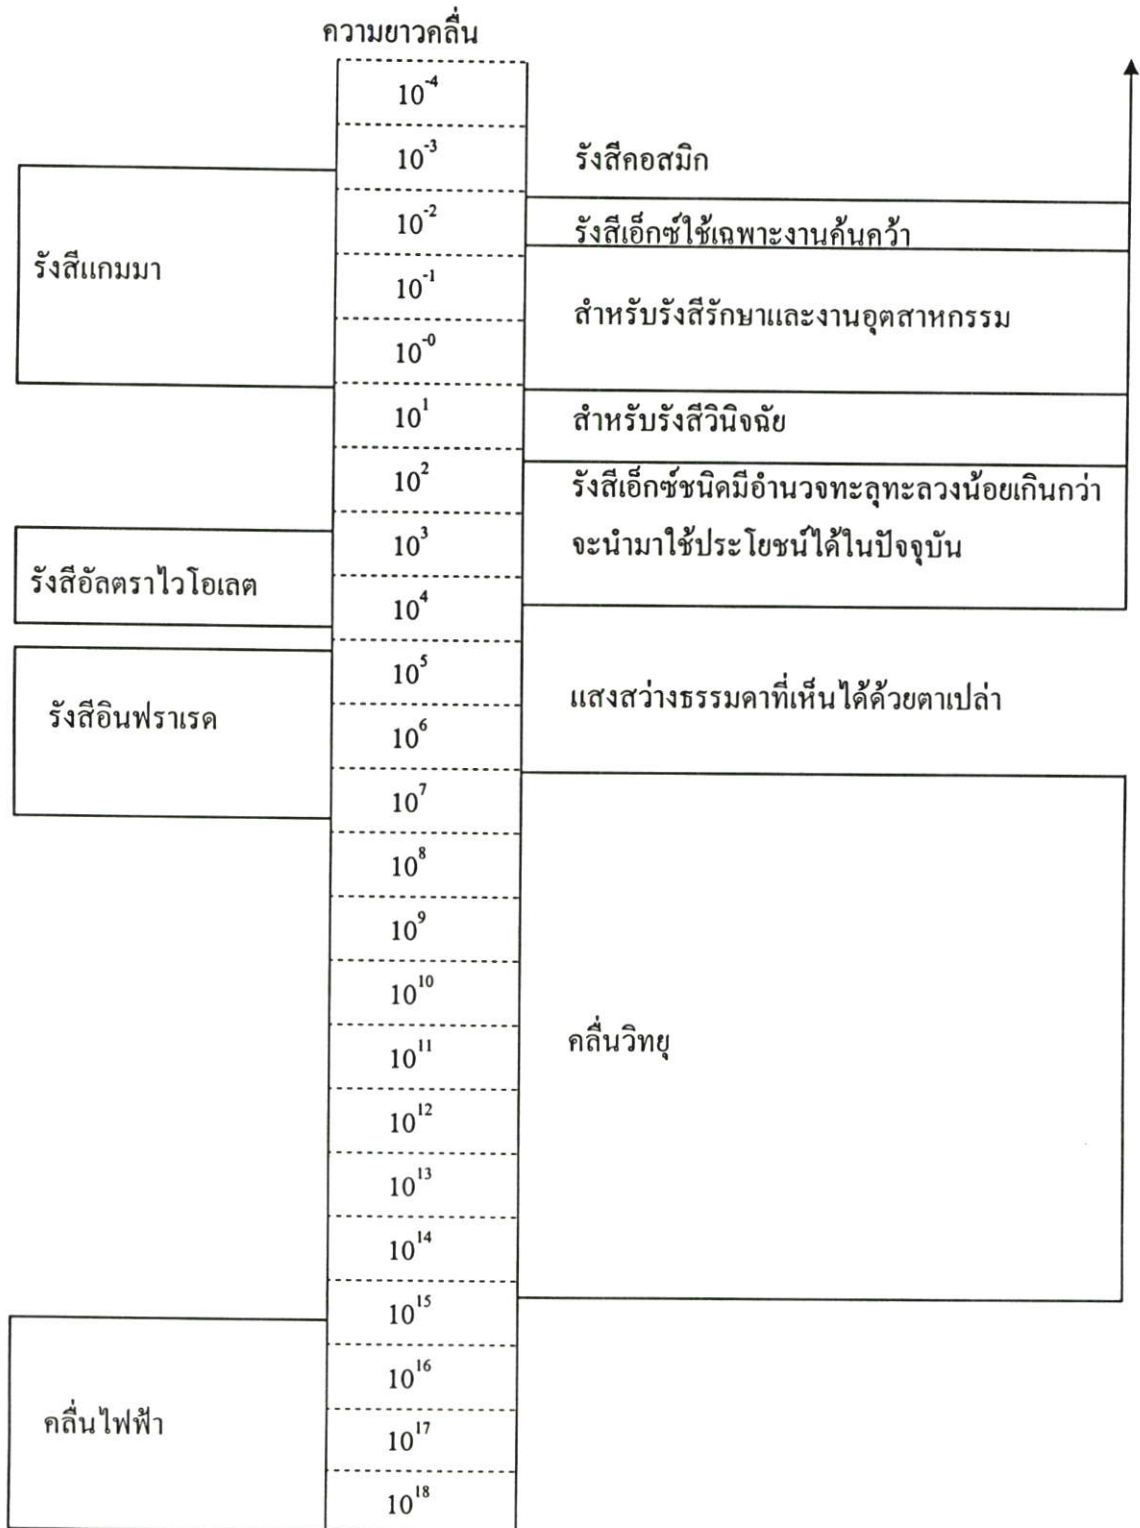 ความยาวคลื่น
10⁻⁴
10⁻³
รังสีคอสมิก
10⁻²
รังสีเอ็กซ์ใช้เฉพาะงานค้นคว้า
รังสีแกมมา
10⁻¹
สำหรับรังสีรักษาและงานอุตสาหกรรม
10⁻⁰
10¹
สำหรับรังสีวินิจฉัย
10²
รังสีเอ็กซ์ชนิดมีอำนวจทะลุทะลวงน้อยเกินกว่า
10³
จะนำมาใช้ประโยชน์ได้ในปัจจุบัน
รังสีอัลตราไวโอเลต
10⁴
10⁵
แสงสว่างธรรมดาที่เห็นได้ด้วยตาเปล่า
รังสีอินฟราเรด
10⁶
10⁷
10⁸
10⁹
10¹⁰
10¹¹
คลื่นวิทยุ
10¹²
10¹³
10¹⁴
10¹⁵
10¹⁶
คลื่นไฟฟ้า
10¹⁷
10¹⁸